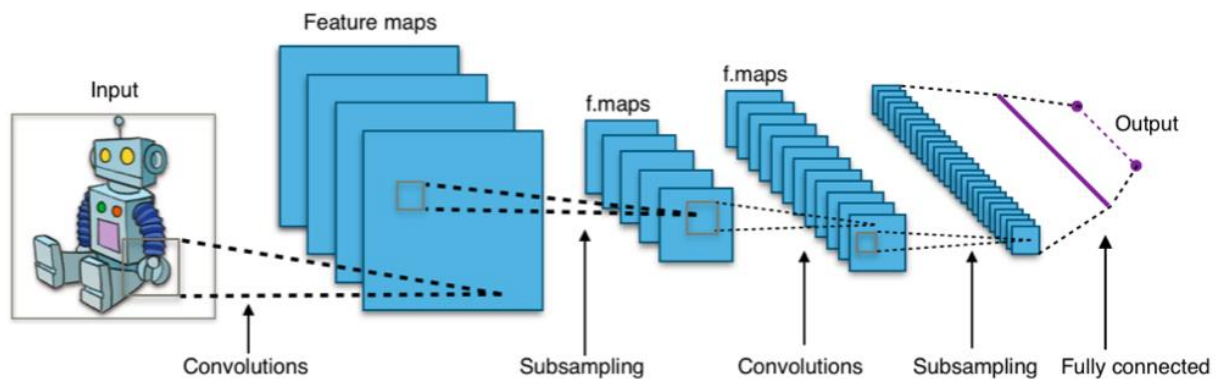 Feature maps
f.maps
Input
f.maps
Output
Convolutions
Subsampling
Convolutions
Subsampling
Fully connected